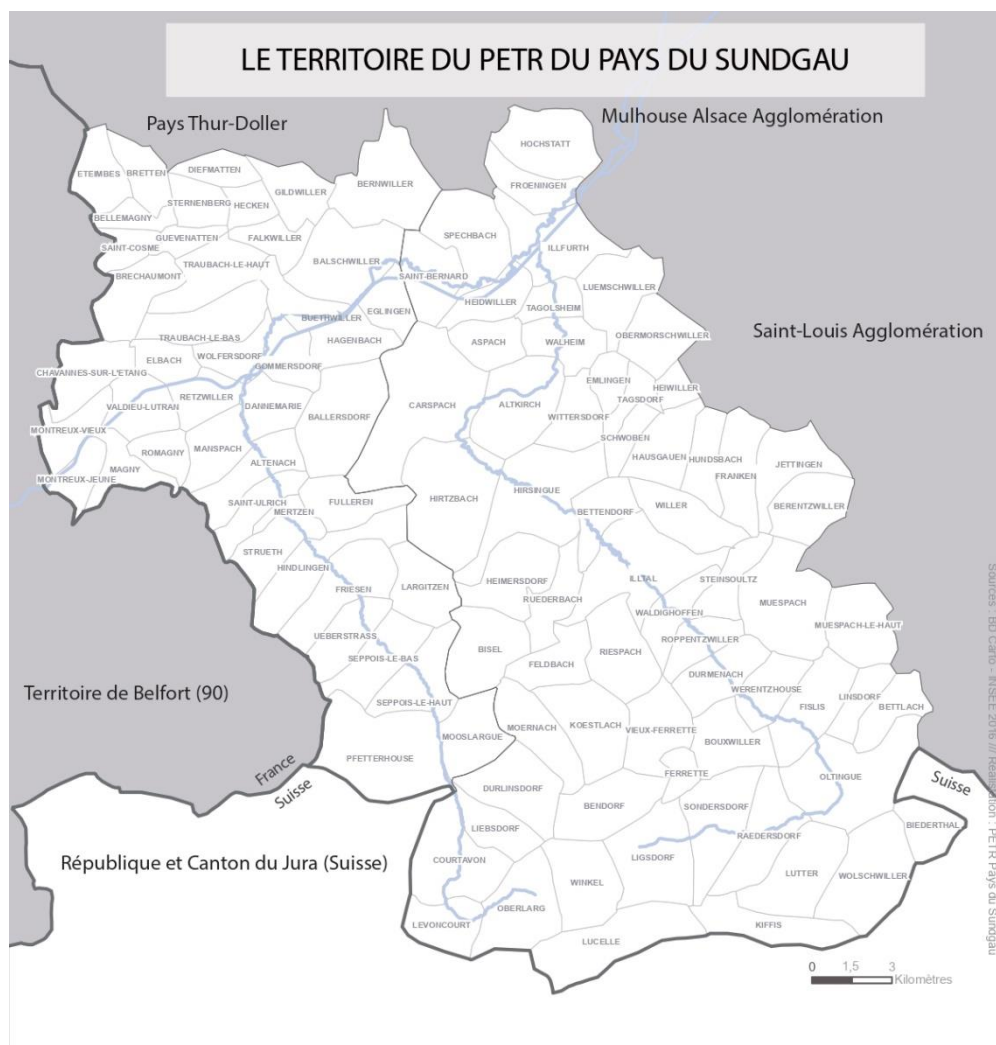 LE TERRITOIRE DU PETR DU PAYS DU SUNDGAU
Pays Thur-Doller
Mulhouse Alsace Agglomération
HOCHSTATT
ETEIMBES
BRETTEN
DIEFMATTEN
GILDWILLER
BERNWILLER
FROENINGEN
STERNENBERG
HECKEN
BELLEMAGNY
GUEVENATTEN
FALKWILLER
SPECHBACH
SAINT-COSME
ILLFURTH
TRAUBACH-LE-HAUT
BALSCHWILLER
BRECHAUMONT
SAINT-BERNARD
LUEMSCHWILLER
HEIDWILLER
TAGOLSHEIM
EGLINGEN
BUETHWILLER
Saint-Louis Agglomération
TRAUBACH-LE-BAS
HAGENBACH
ASPACH
WALHEIM
OBERMORSCHWILLER
ELBACH
WOLFERSDORF
GOMMERSDORF
CHAVANNES-SUR-L'ETANG
EMLINGEN
HEIWILLER
TAGSDORF
RETZWILLER
VALDIEU-LUTRAN
DANNEMARIE
CARSPACH
ALTKIRCH
BALLERSDORF
WITTERSDORF
MONTREUX-VIEUX
SCHWOBEN
ROMAGNY
MANSPACH
HAUSGAUEN
HUNDSBACH
JETTINGEN
ALTENACH
MAGNY
MONTREUX-JEUNE
FRANKEN
HIRTZBACH
HIRSINGUE
SAINT-ULRICH
FULLEREN
WILLER
BERENTZWILLER
MERTZEN
BETTENDORF
STRUETH
HINDLINGEN
HEIMERSDORF
ILLTAL
STEINSOULTZ
FRIESEN
LARGITZEN
RUEDERBACH
MUESPACH
WALDIGHOFFEN
MUESPACH-LE-HAUT
UEBERSTRASS
ROPPENTZWILLER
BISEL
RIESPACH
SEPPOIS-LE-BAS
FELDBACH
DURMENACH
Territoire de Belfort (90)
WERENTZHOUSE
LINSDORF
SEPPOIS-LE-HAUT
FISLIS
BETTLACH
MOERNACH
KOESTLACH
VIEUX-FERRETTE
MOOSLARGUE
BOUXWILLER
PFETTERHOUSE
France
Suisse
FERRETTE
OLTINGUE
Suisse
DURLINSDORF
BENDORF
SONDERSDORF
LIEBSDORF
RAEDERSDORF
BIEDERTHAL
République et Canton du Jura (Suisse)
COURTAVON
LIGSDORF
LUTTER
WOLSCHWILLER
WINKEL
OBERLARG
LEVONCOURT
KIFFIS
LUCELLE
0 1,5 3
Kilomètres
Sources : BD Carto - INSEE 2016 /// Réalisation : PETR Pays du Sundgau